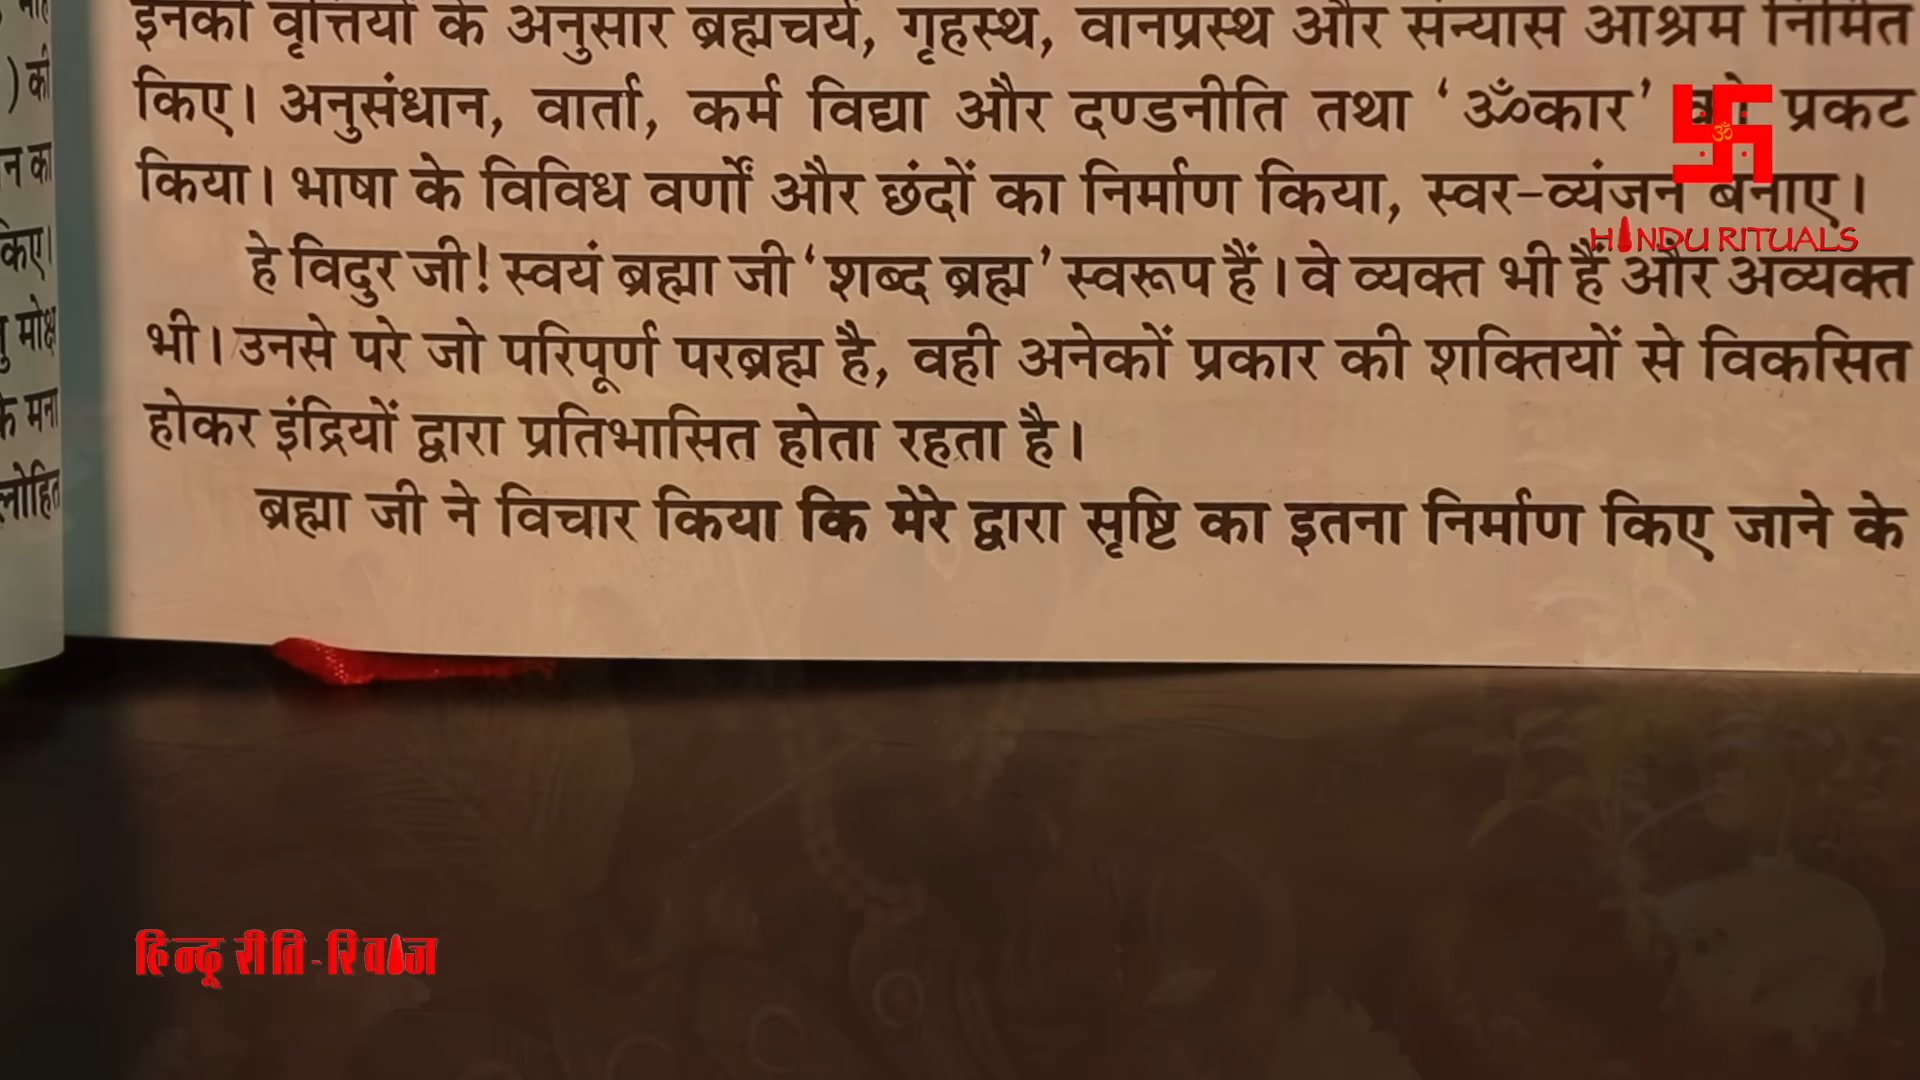 इनकी वृत्तियों के अनुसार ब्रह्मचर्य, गृहस्थ, वानप्रस्थ और संन्यास आश्रम निर्मित
किए। अनुसंधान, वार्ता, कर्म विद्या और दण्डनीति तथा ‘ॐकार’ को प्रकट
किया। भाषा के विविध वर्णों और छंदों का निर्माण किया, स्वर-व्यंजन बनाए।
हे विदुर जी! स्वयं ब्रह्मा जी ‘शब्द ब्रह्म’ स्वरूप हैं। वे व्यक्त भी हैं और अव्यक्त
भी। उनसे परे जो परिपूर्ण परब्रह्म है, वही अनेकों प्रकार की शक्तियों से विकसित
होकर इंद्रियों द्वारा प्रतिभासित होता रहता है।
ब्रह्मा जी ने विचार किया कि मेरे द्वारा सृष्टि का इतना निर्माण किए जाने के
) की
न का
किए।
मोक्ष
लोहित
ॐ
HINDU RITUALS
हिन्दू रीति-रिवाज